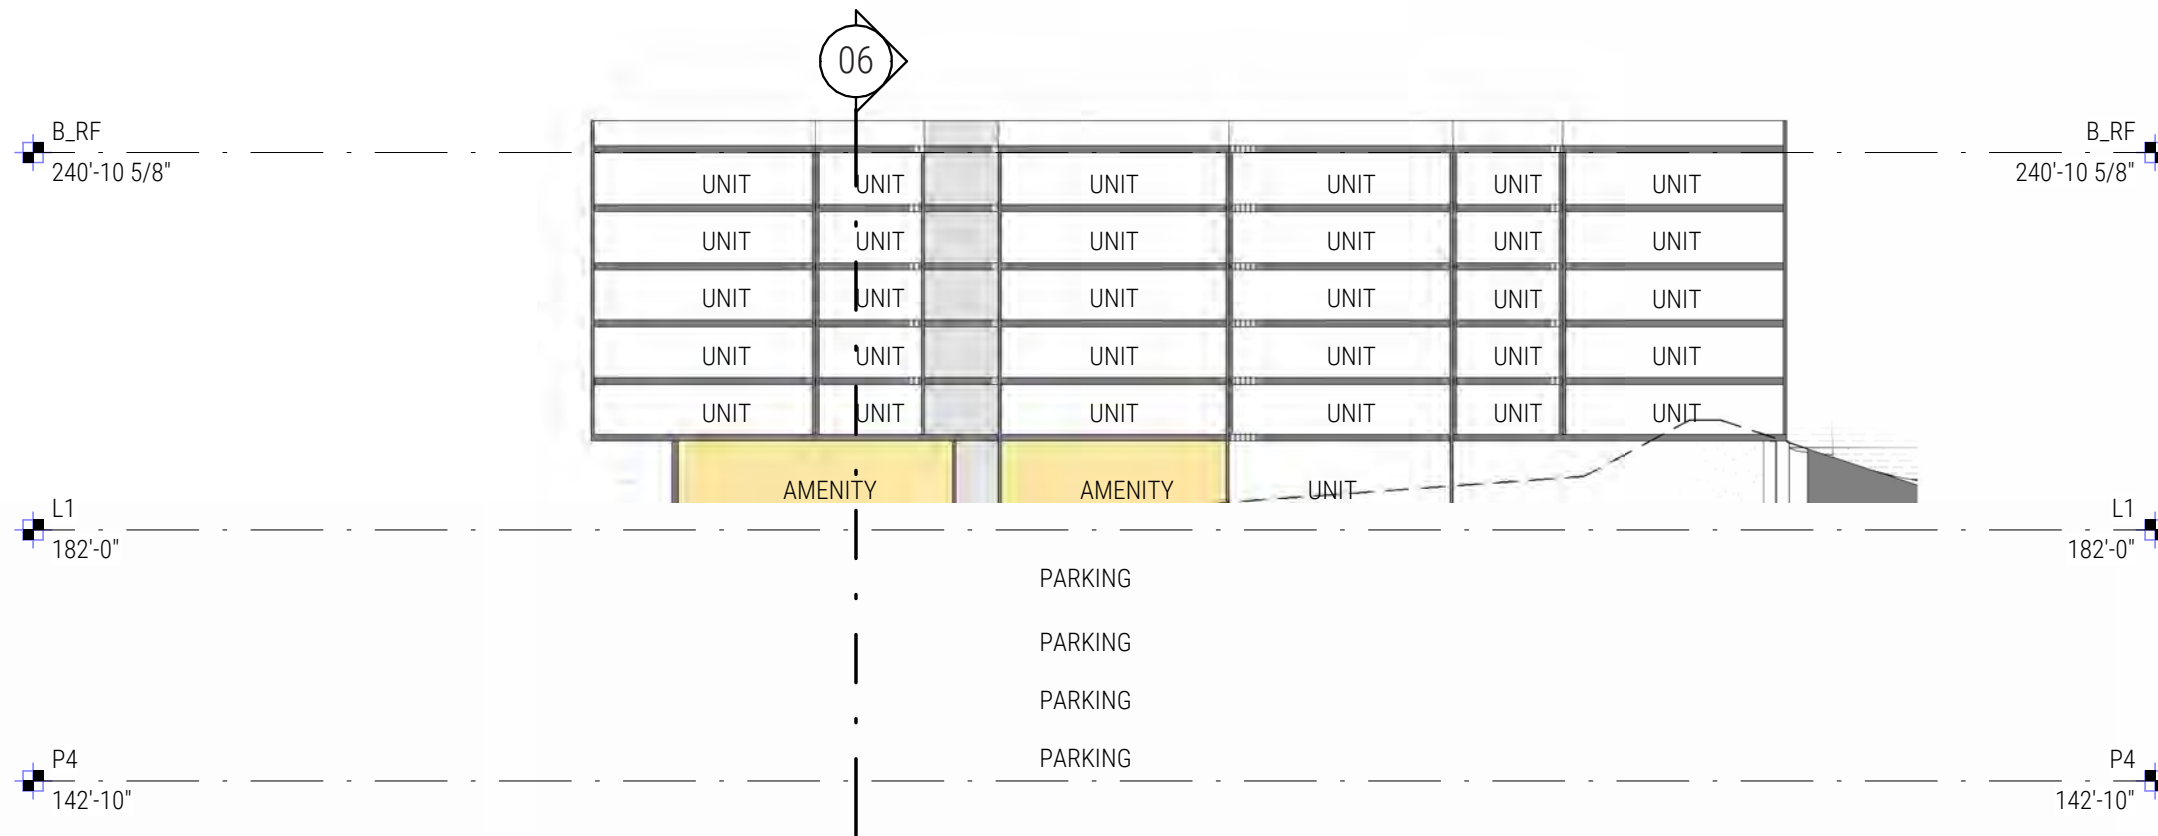 06
B_RF B_RF
240'-10 5/8" 240'-10 5/8"
UNIT UNIT UNIT UNIT UNIT UNIT
UNIT UNIT UNIT UNIT UNIT UNIT
UNIT UNIT UNIT UNIT UNIT UNIT
UNIT UNIT UNIT UNIT UNIT UNIT
UNIT UNIT UNIT UNIT UNIT UNIT
AMENITY AMENITY UNIT
L1 L1
182'-0" 182'-0"
PARKING
PARKING
PARKING
PARKING
P4 P4
142'-10" 142'-10"